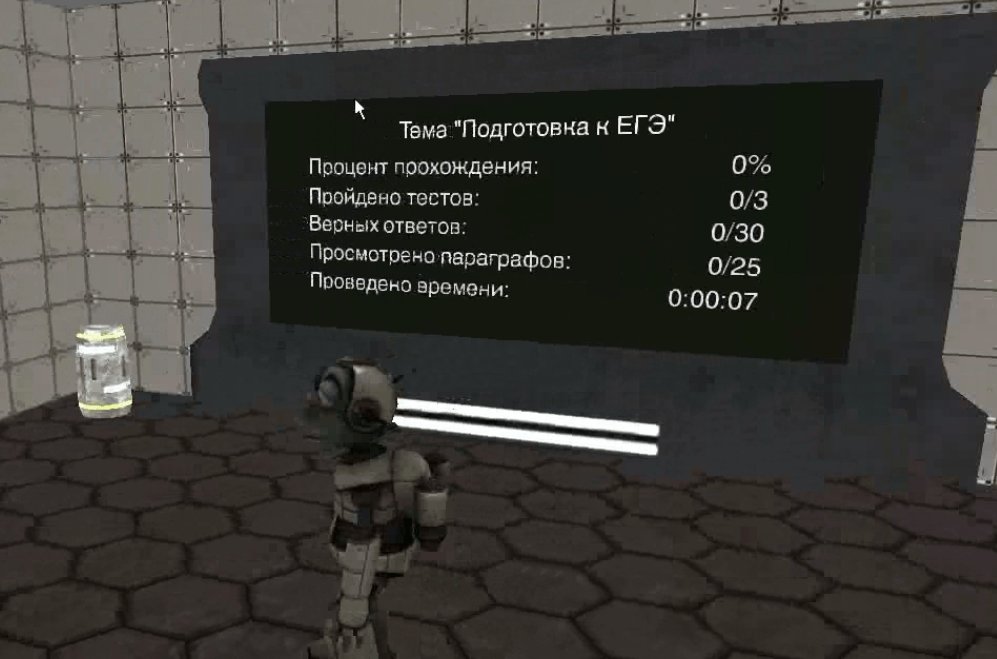 Тема "Подготовка к ЕГЭ"
Процент прохождения: 0%
Пройдено тестов: 0/3
Верных ответов: 0/30
Просмотрено параграфов: 0/25
Проведено времени: 0:00:07